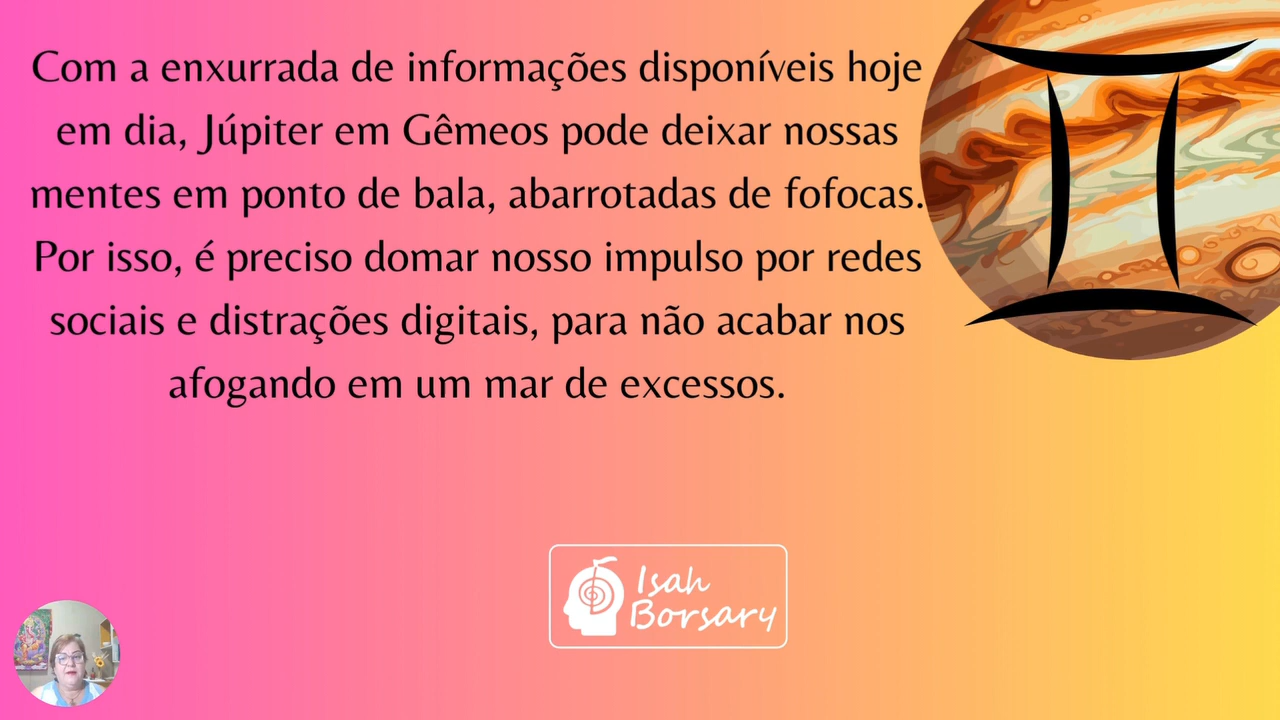 Com a enxurrada de informações disponíveis hoje
em dia, Júpiter em Gêmeos pode deixar nossas
mentes em ponto de bala, abarrotadas de fofocas.
Por isso, é preciso domar nosso impulso por redes
sociais e distrações digitais, para não acabar nos
afogando em um mar de excessos.
Isah
Borsary